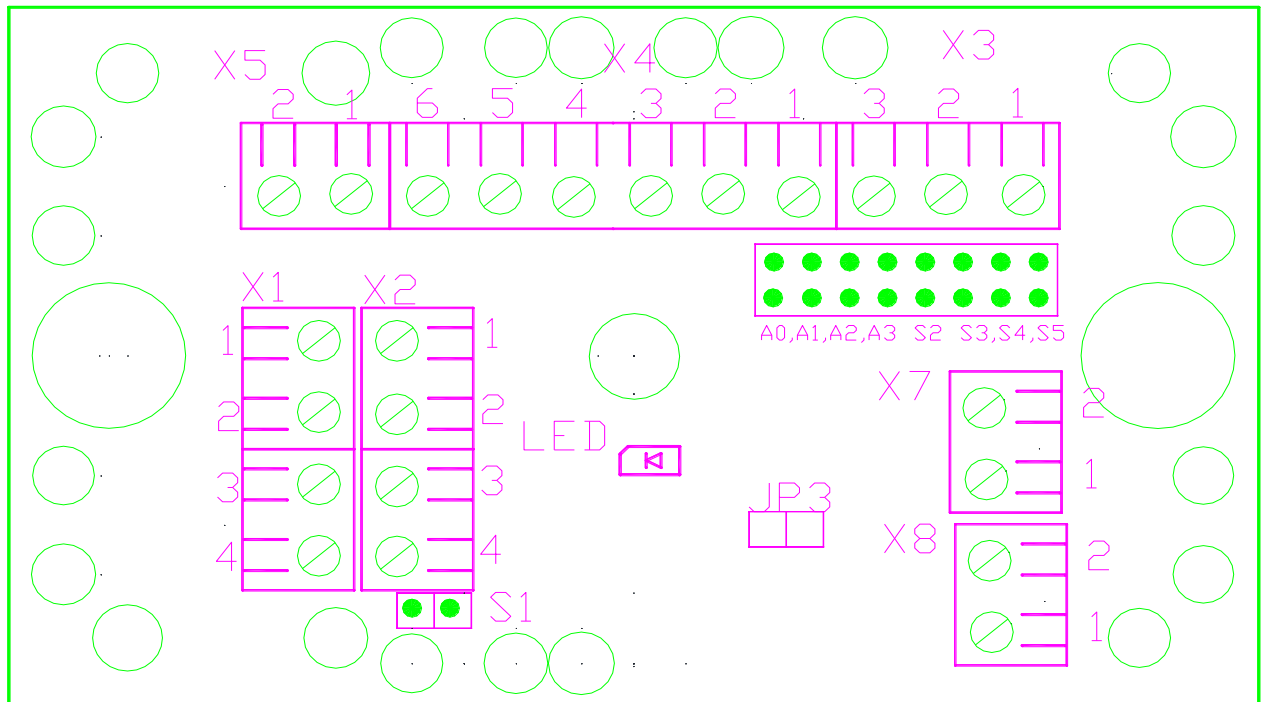 X5 X4 X3
2 1 6 5 4 3 2 1 3 2 1
X1 X2
A0,A1,A2,A3 S2 S3,S4,S5
1 1
X7
2 2 2
LED
3 3 1
JP3
X8
4 4 2
S1 1